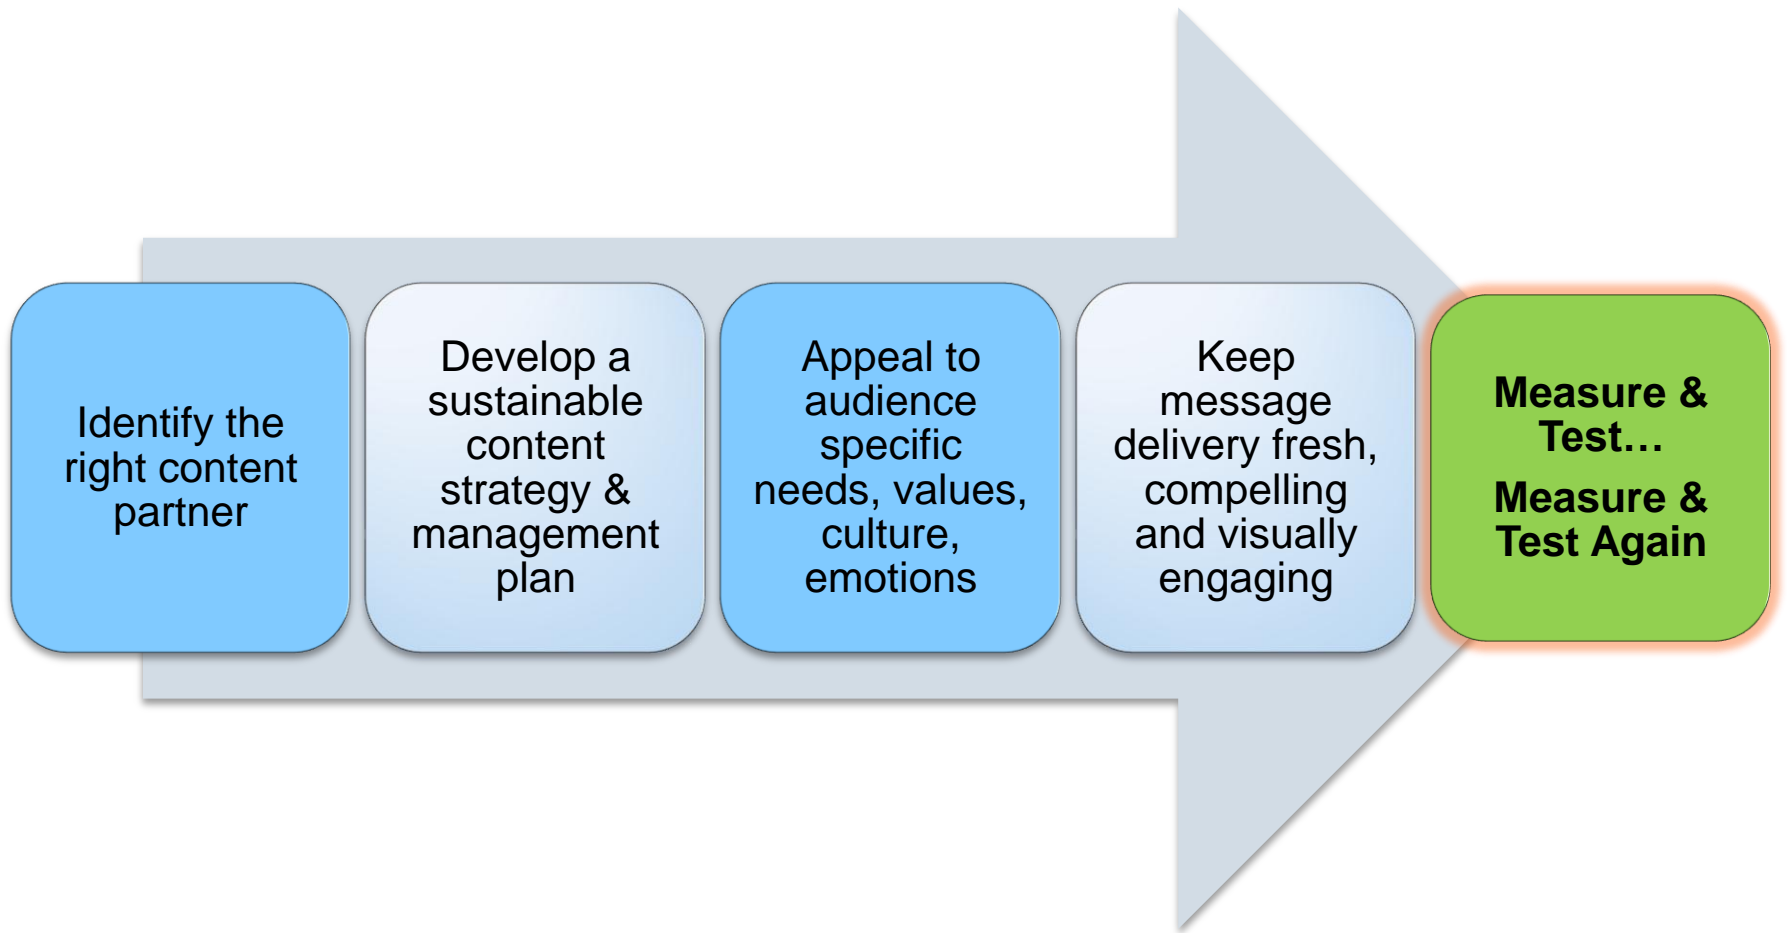 Identify the
right content
partner
Develop a
sustainable
content
strategy &
management
plan
Appeal to
audience
specific
needs, values,
culture,
emotions
Keep
message
delivery fresh,
compelling
and visually
engaging
Measure &
Test…
Measure &
Test Again